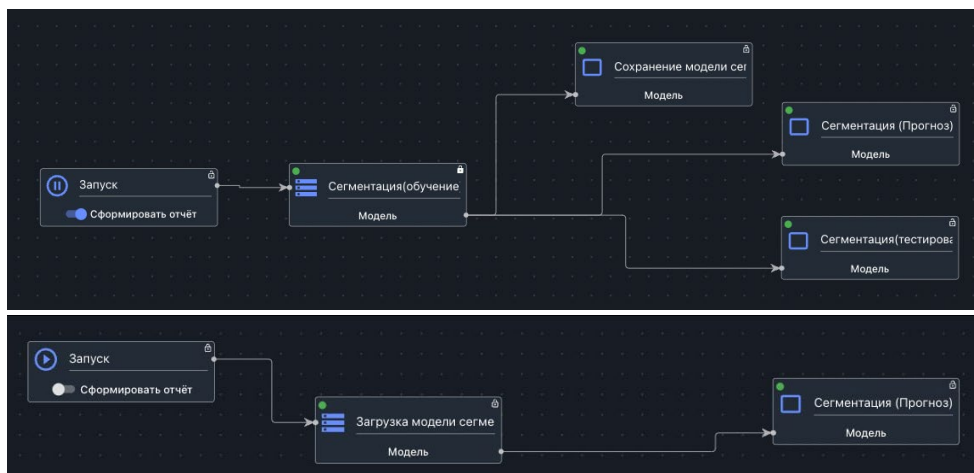 Сохранение модели сег
Модель
Сегментация (Прогноз)
Модель
Запуск
Сформировать отчёт
Сегментация(обучение
Модель
Сегментация(тестирова
Модель
Запуск
Сформировать отчёт
Загрузка модели сегме
Модель
Сегментация (Прогноз)
Модель